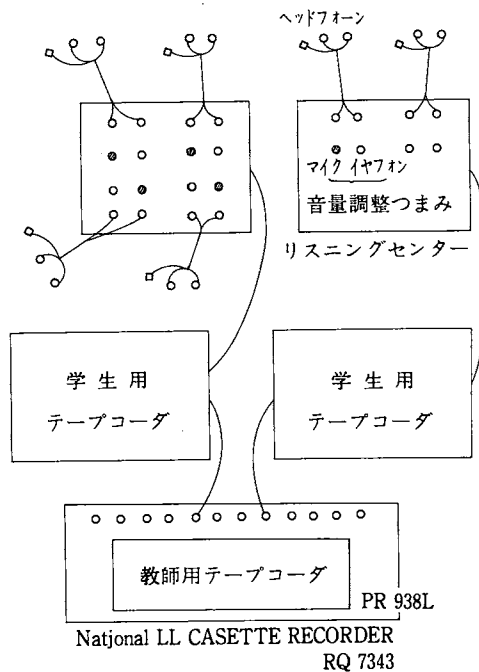 ヘッドフォーン
マイク イヤフォン
音量調整つまみ
リスニングセンター
学生用
テープコーダ
学生用
テープコーダ
教師用テープコーダ
PR 938L
Natjonal LL CASETTE RECORDER
RQ 7343